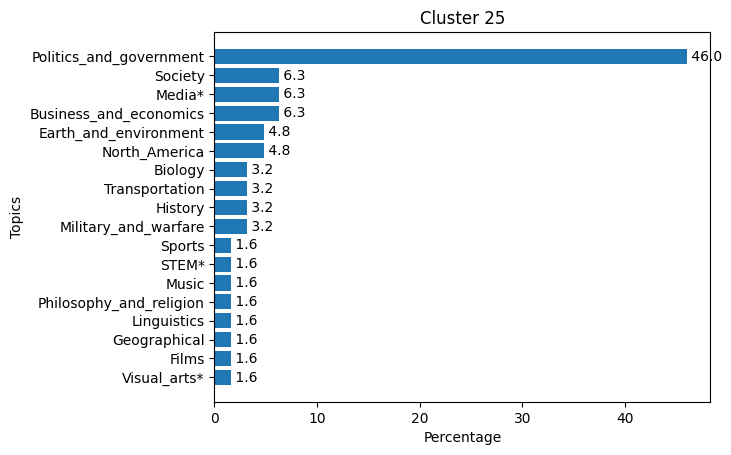 Cluster 25
Politics_and_government 46.0
Society 6.3
Media* 6.3
Business_and_economics 6.3
Earth_and_environment 4.8
North_America 4.8
Biology 3.2
Transportation 3.2
History 3.2
Military_and_warfare 3.2
Sports 1.6
STEM* 1.6
Music 1.6
Philosophy_and_religion 1.6
Linguistics 1.6
Geographical 1.6
Films 1.6
Visual_arts* 1.6
Topics
0 10 20 30 40
Percentage